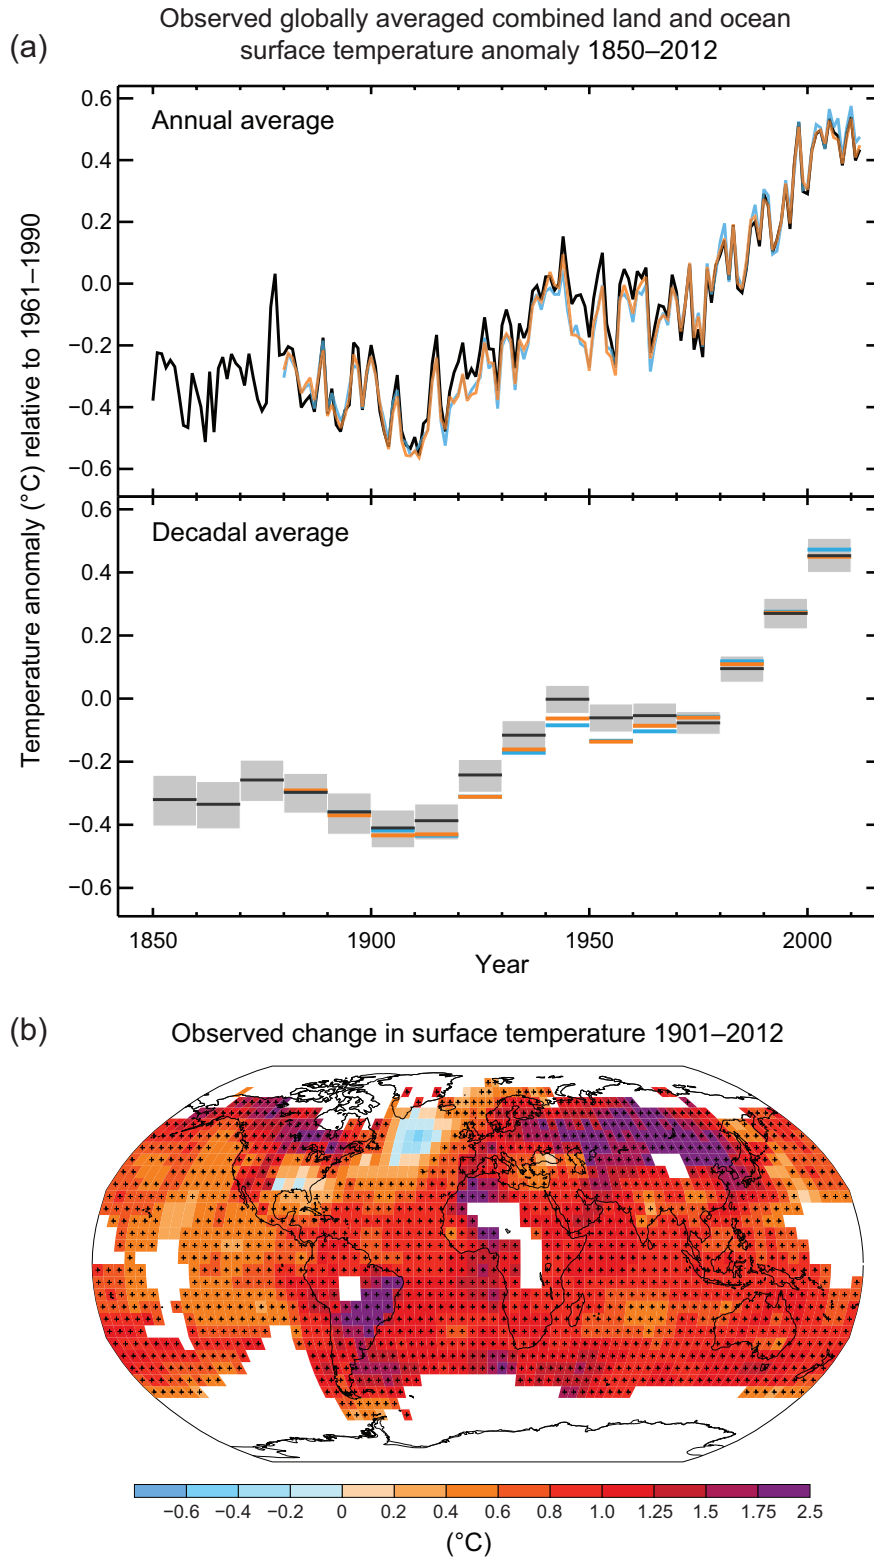 Observed globally averaged combined land and ocean
surface temperature anomaly 1850–2012
(a)
Temperature anomaly (°C) relative to 1961–1990
Annual average
0.6
0.4
0.2
0.0
−0.2
−0.4
−0.6
Decadal average
0.6
0.4
0.2
0.0
−0.2
−0.4
−0.6
1850 1900 1950 2000
Year
(b)
Observed change in surface temperature 1901–2012
−0.6 −0.4 −0.2 0 0.2 0.4 0.6 0.8 1.0 1.25 1.5 1.75 2.5
(°C)